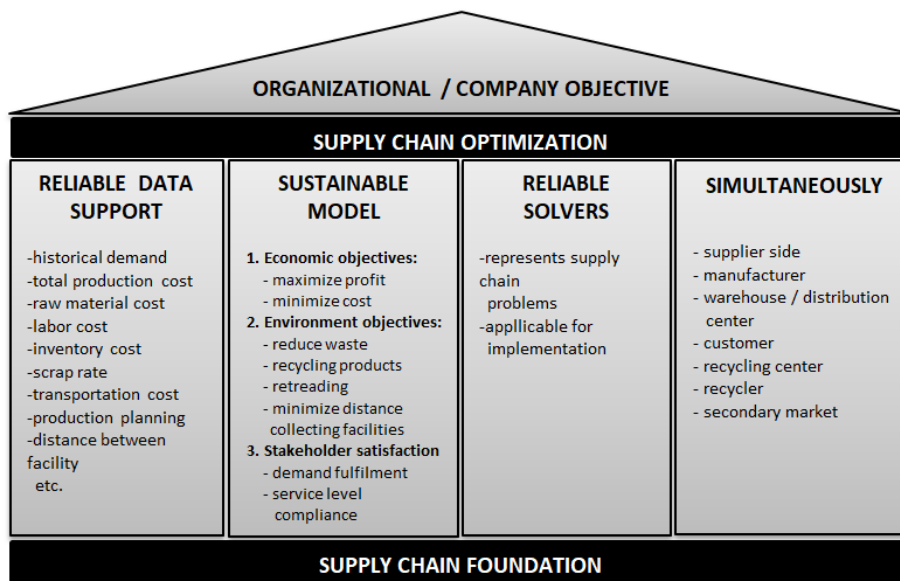 ORGANIZATIONAL / COMPANY OBJECTIVE
SUPPLY CHAIN OPTIMIZATION
RELIABLE DATA
SUPPORT
-historical demand
-total production cost
-raw material cost
-labor cost
-inventory cost
-scrap rate
-transportation cost
-production planning
-distance between
facility
etc.
SUSTAINABLE
MODEL
1. Economic objectives:
- maximize profit
- minimize cost
2. Environment objectives:
- reduce waste
- recycling products
- retreading
- minimize distance
collecting facilities
3. Stakeholder satisfaction
- demand fulfilment
- service level
compliance
RELIABLE
SOLVERS
-represents supply
chain
problems
-appllicable for
implementation
SIMULTANEOUSLY
- supplier side
- manufacturer
- warehouse / distribution
center
- customer
- recycling center
- recycler
- secondary market
SUPPLY CHAIN FOUNDATION